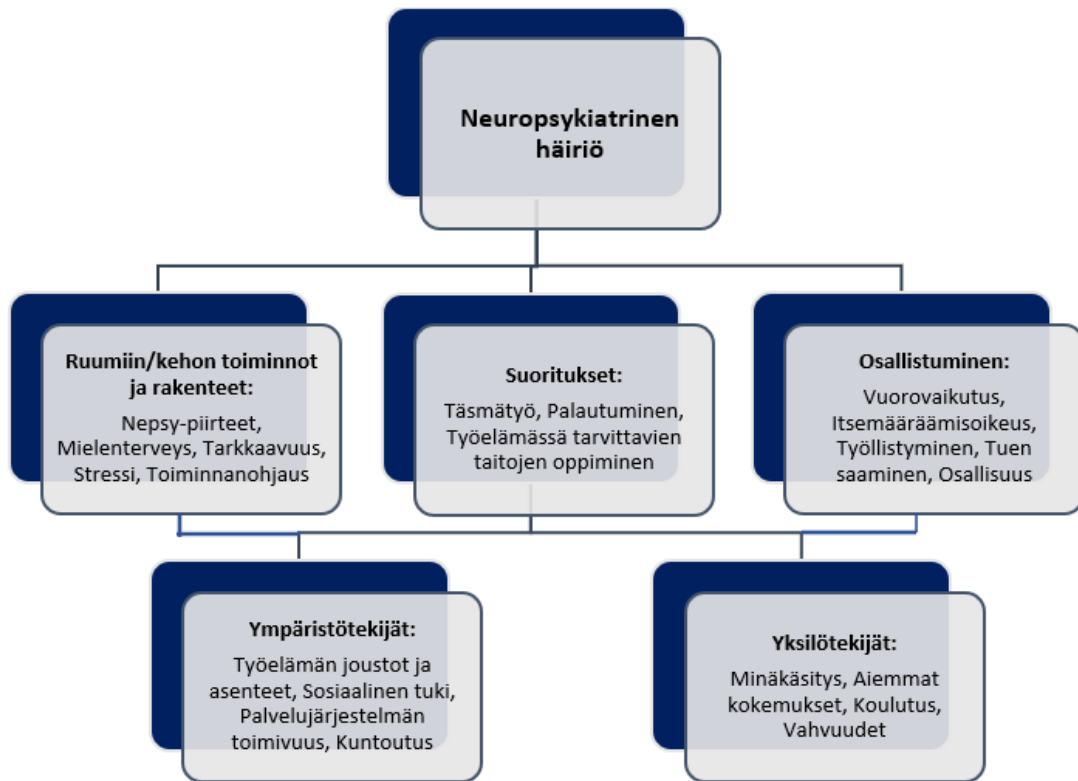 Neuropsykiatrinen
häiriö
Ruumiin/kehon toiminnot
ja rakenteet:
Nepsy-piirteet,
Mielenterveys, Tarkkaavuus,
Stressi, Toiminnanohjaus
Suoritukset:
Täsmätyö, Palautuminen,
Työelämässä tarvittavien
taitojen oppiminen
Osallistuminen:
Vuorovaikutus,
Itsemääräämisoikeus,
Työllistyminen, Tuen
saaminen, Osallisuus
Ympäristötekijät:
Työelämän joustot ja
asenteet, Sosiaalinen tuki,
Palvelujärjestelmän
toimivuus, Kuntoutus
Yksilötekijät:
Minäkäsitys, Aiemmat
kokemukset, Koulutus,
Vahvuudet